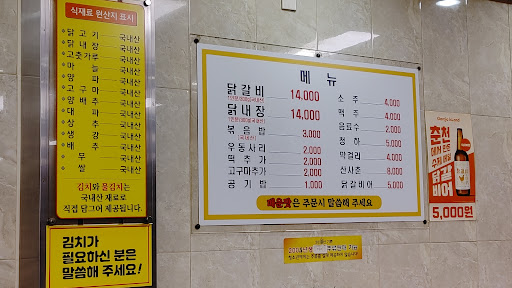 식재료 원산지 표시
닭고기 국내산
닭내장 국내산
고춧가루 국내산
마늘 국내산
양파 국내산
고구마 국내산
양배추 국내산
대파 국내산
상추 국내산
생강 국내산
배추 국내산
무 국내산
쌀 국내산
김치와 물김치는
국내산 재료로
직접 담그어 제공됩니다
김치가
필요하신 분은
말씀해 주세요!
메뉴
닭갈비 14,000
닭내장 14,000
볶음밥 3,000
우동사리 2,000
떡추가 2,000
고구마추가 2,000
공기밥 1,000
소주 4,000
맥주 4,000
음료수 2,000
청하 5,000
막걸리 4,000
산사춘 8,000
닭갈비어 5,000
매운맛은 주문시 말씀해 주세요
춘천
닭갈
비어
5,000원